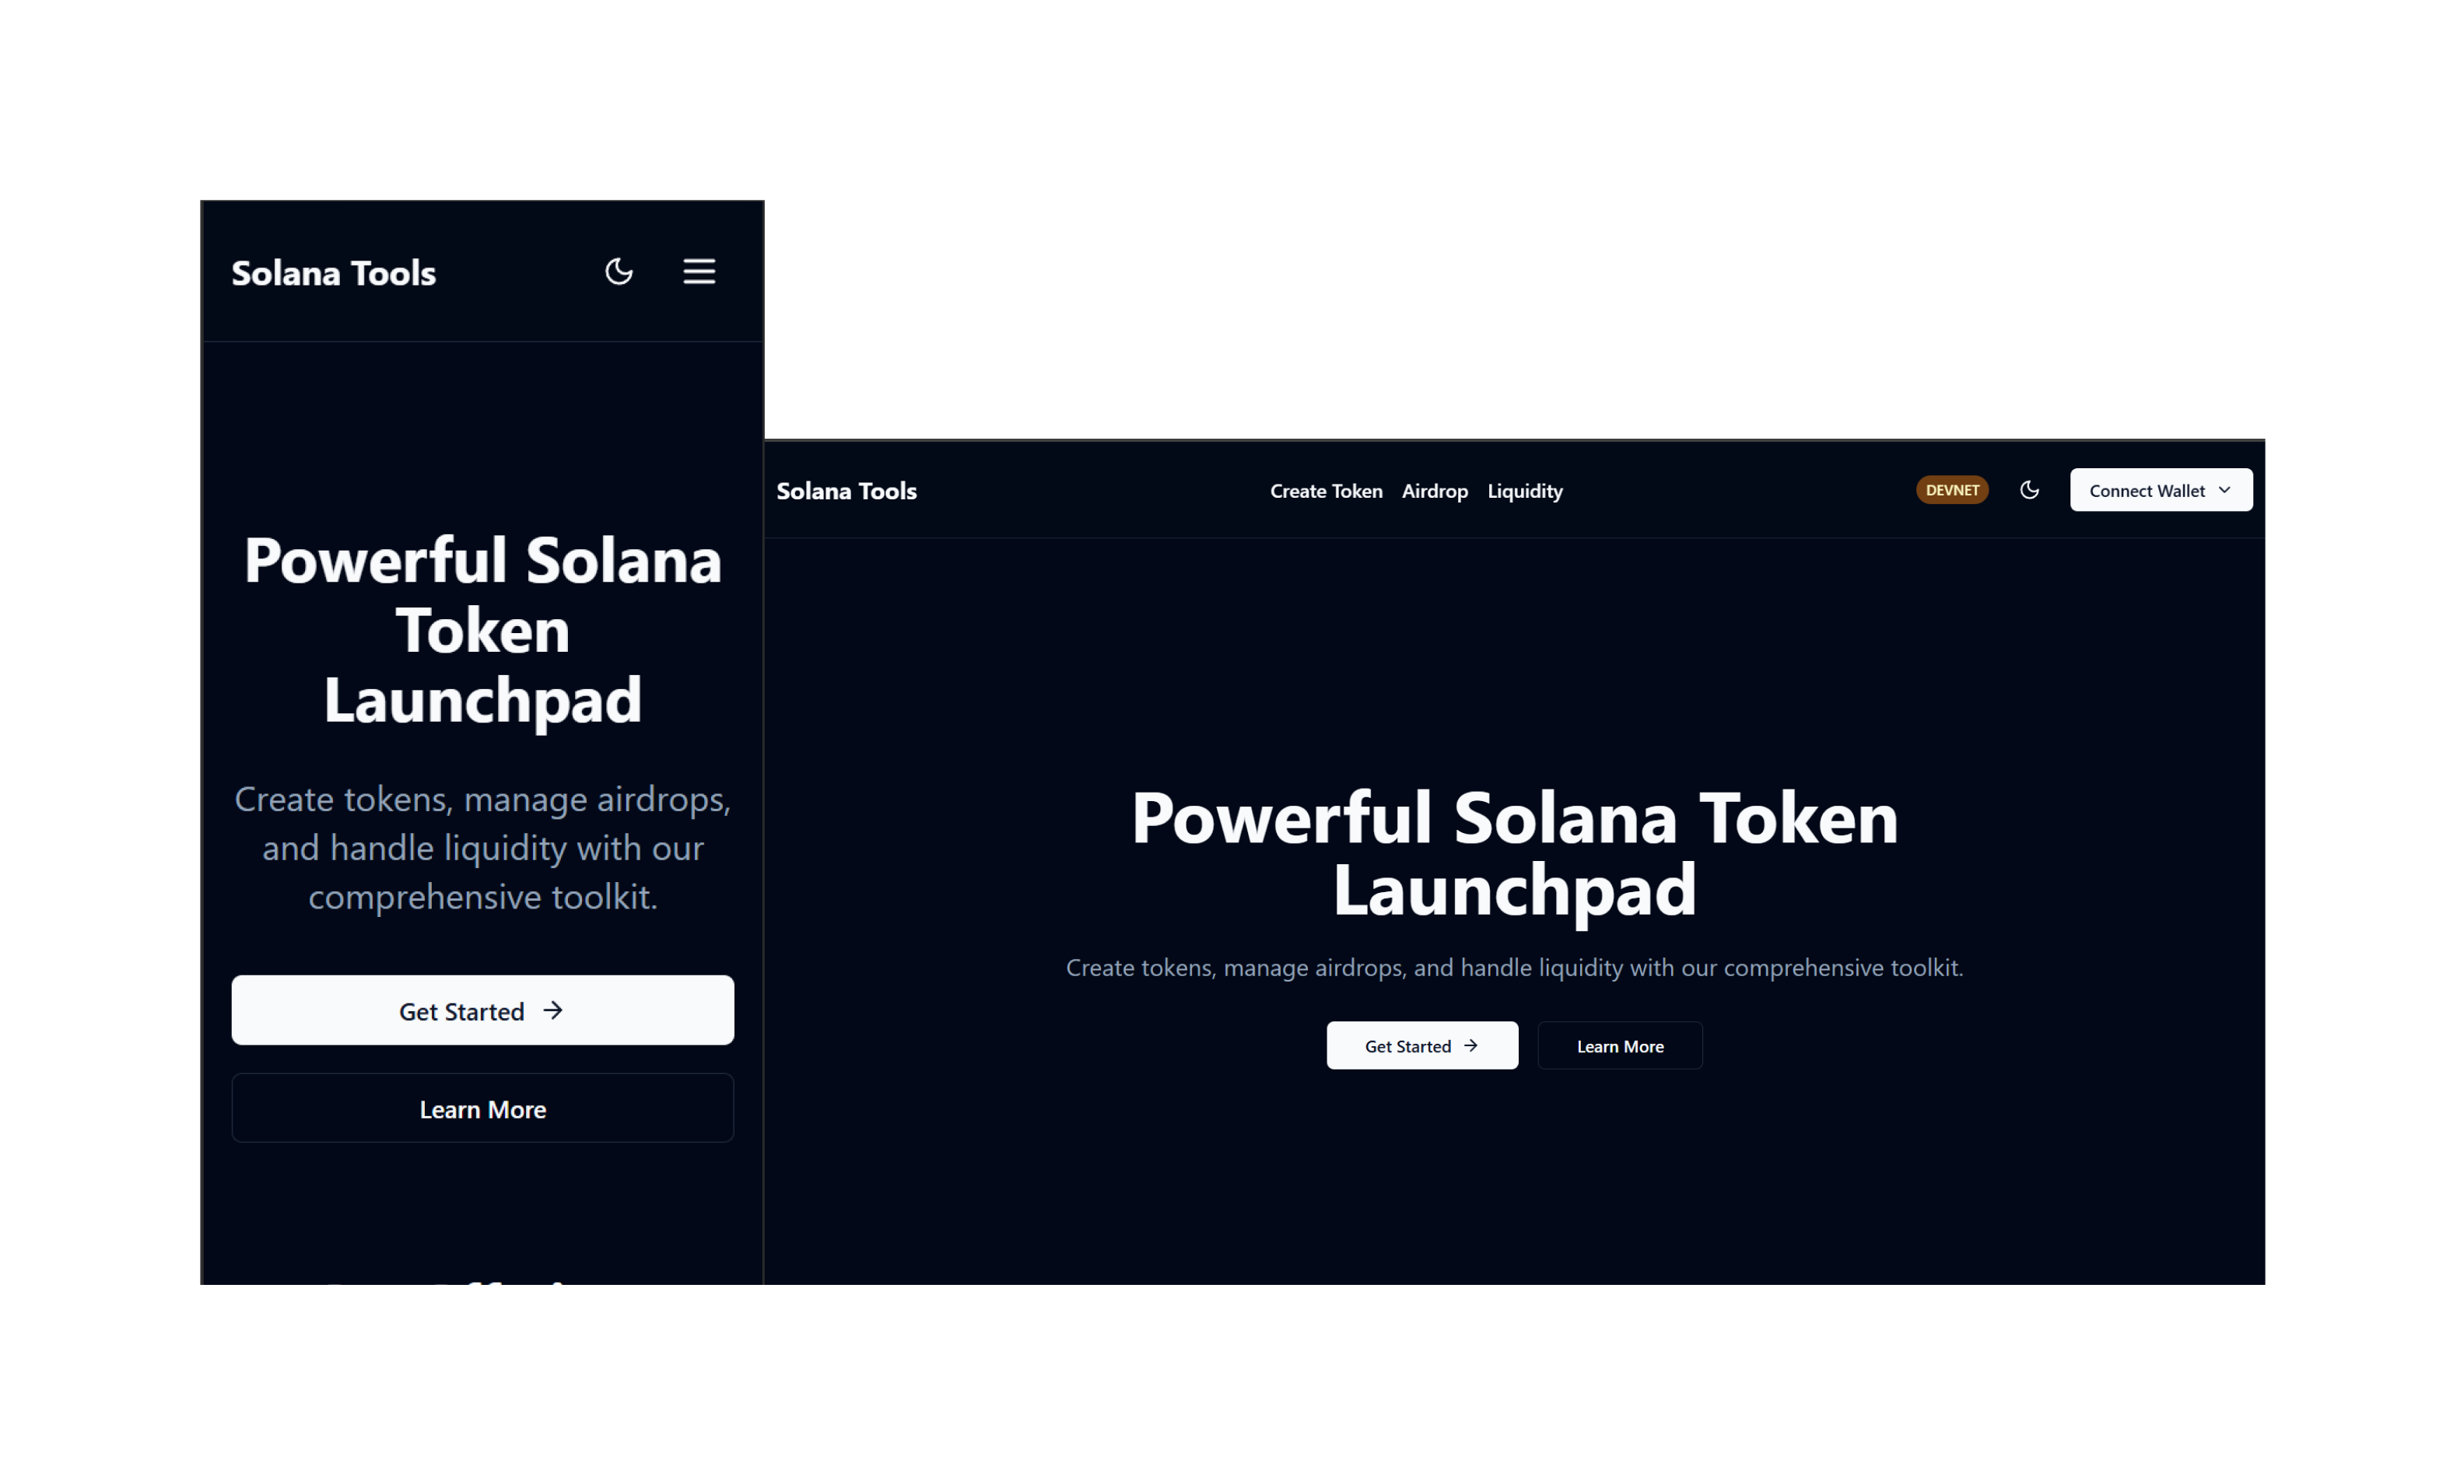 Solana Tools
Powerful Solana
Token
Launchpad
Create tokens, manage airdrops,
and handle liquidity with our
comprehensive toolkit.
Get Started
Learn More
Solana Tools
Create Token Airdrop Liquidity
DEVNET
Connect Wallet
Powerful Solana Token
Launchpad
Create tokens, manage airdrops, and handle liquidity with our comprehensive toolkit.
Get Started
Learn More